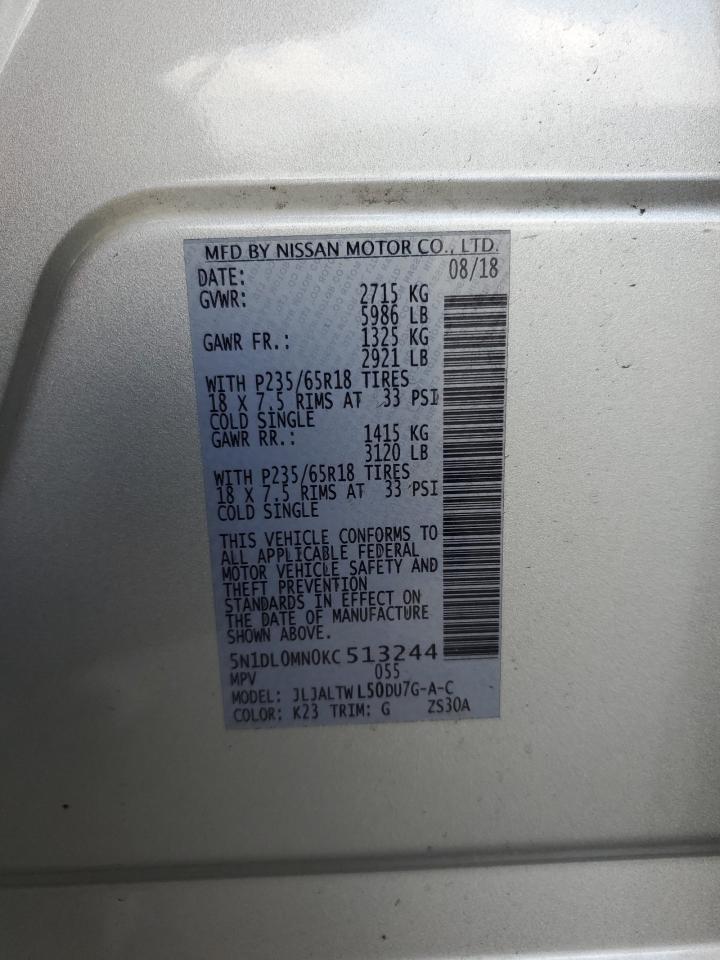 MFD BY NISSAN MOTOR CO., LTD.
DATE: 08/18
GVWR: 2715 KG
5986 LB
GAWR FR.: 1325 KG
2921 LB
WITH P235/65R18 TIRES
18 X 7.5 RIMS AT 33 PSI
COLD SINGLE
GAWR RR.: 1415 KG
3120 LB
WITH P235/65R18 TIRES
18 X 7.5 RIMS AT 33 PSI
COLD SINGLE
THIS VEHICLE CONFORMS TO
ALL APPLICABLE FEDERAL
MOTOR VEHICLE SAFETY AND
THEFT PREVENTION
STANDARDS IN EFFECT ON
THE DATE OF MANUFACTURE
SHOWN ABOVE.
5N1DL0MN0KC513244
MPV 055
MODEL: JLJALTWL50DU7G-A-C
COLOR: K23 TRIM: G ZS30A